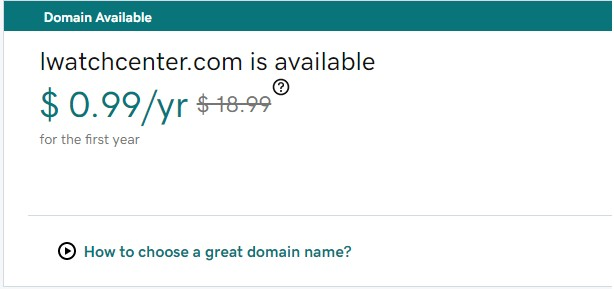 Domain Available
lwatchcenter.com is available
$ 0.99/yr $ 18.99 ?
for the first year
How to choose a great domain name?